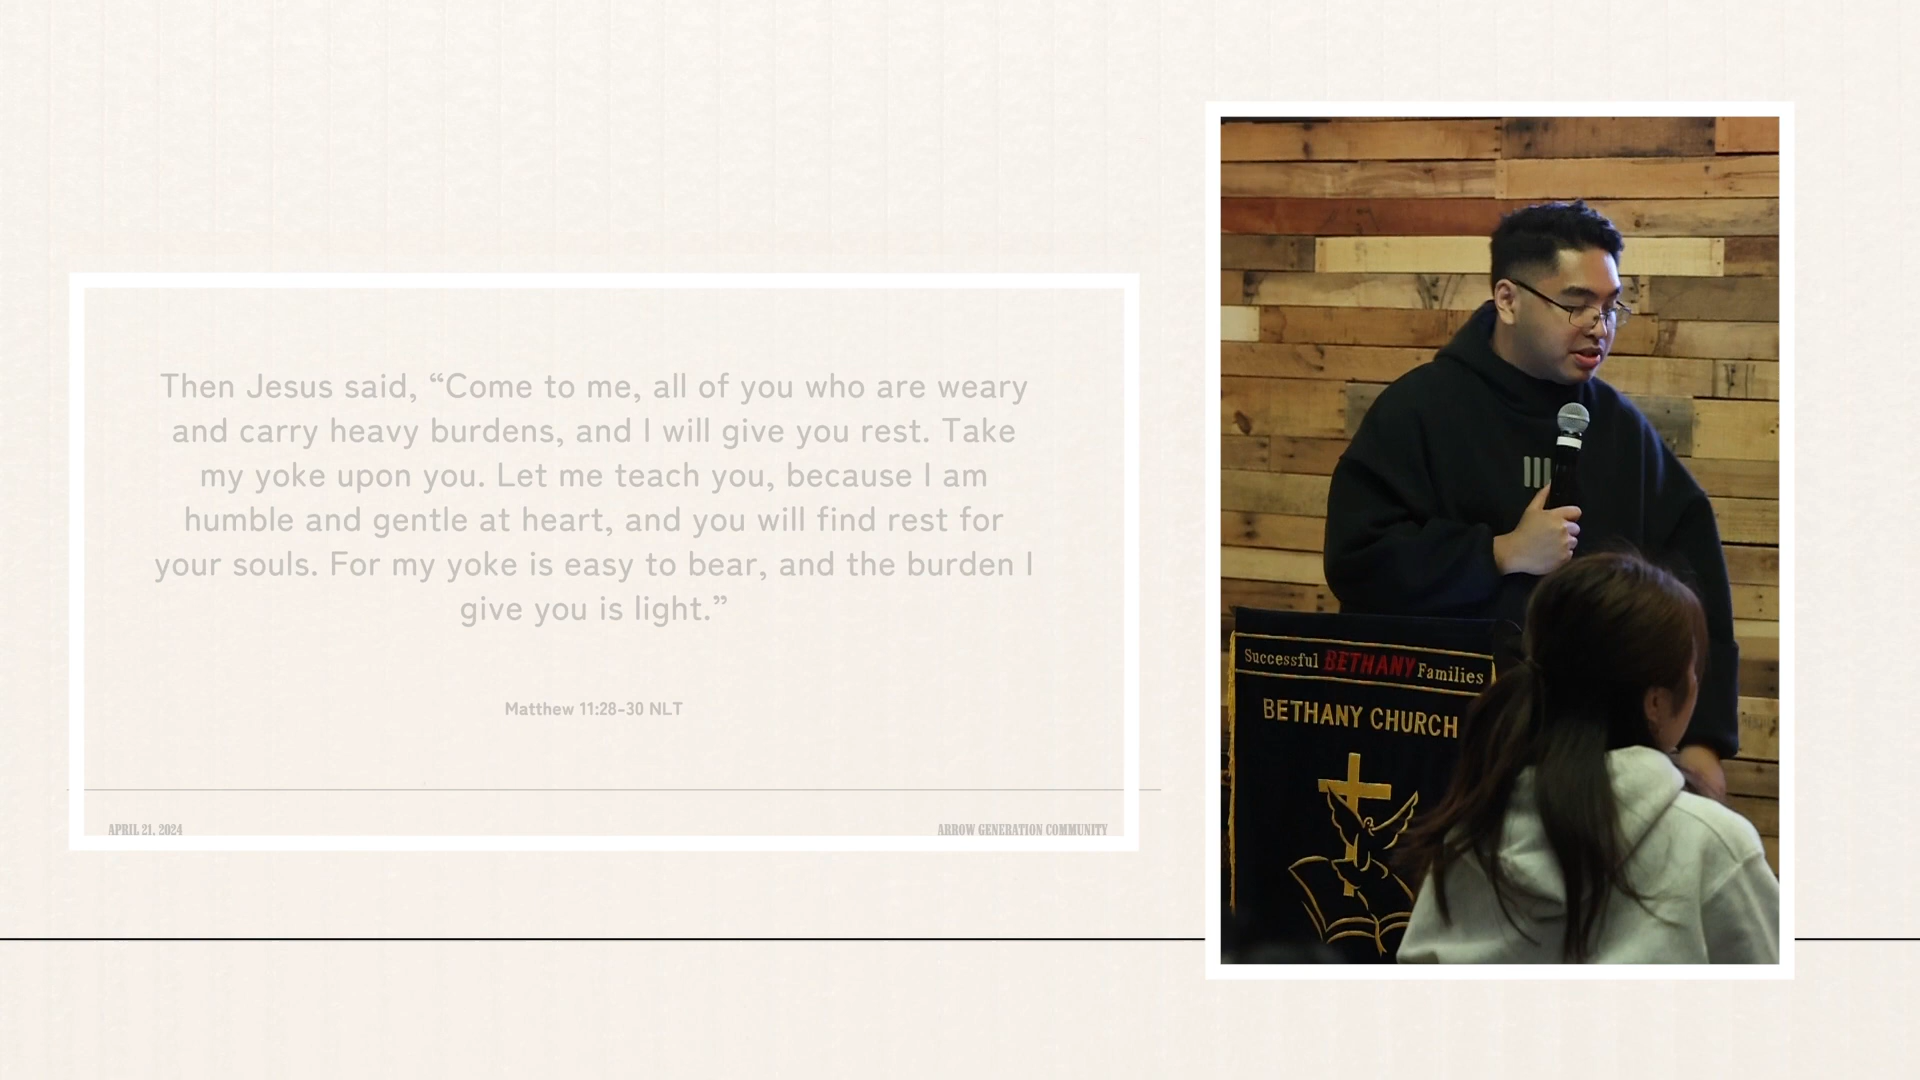 Then Jesus said, “Come to me, all of you who are weary
and carry heavy burdens, and I will give you rest. Take
my yoke upon you. Let me teach you, because I am
humble and gentle at heart, and you will find rest for
your souls. For my yoke is easy to bear, and the burden I
give you is light.”
Matthew 11:28-30 NLT
APRIL 21, 2024
ARROW GENERATION COMMUNITY
Successful BETHANY Families
BETHANY CHURCH